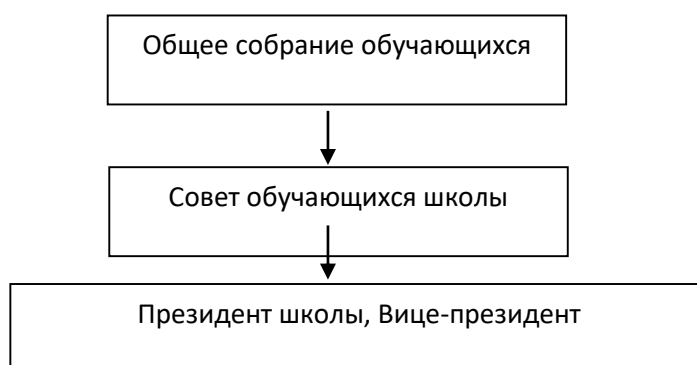 Общее собрание обучающихся
Совет обучающихся школы
Президент школы, Вице-президент